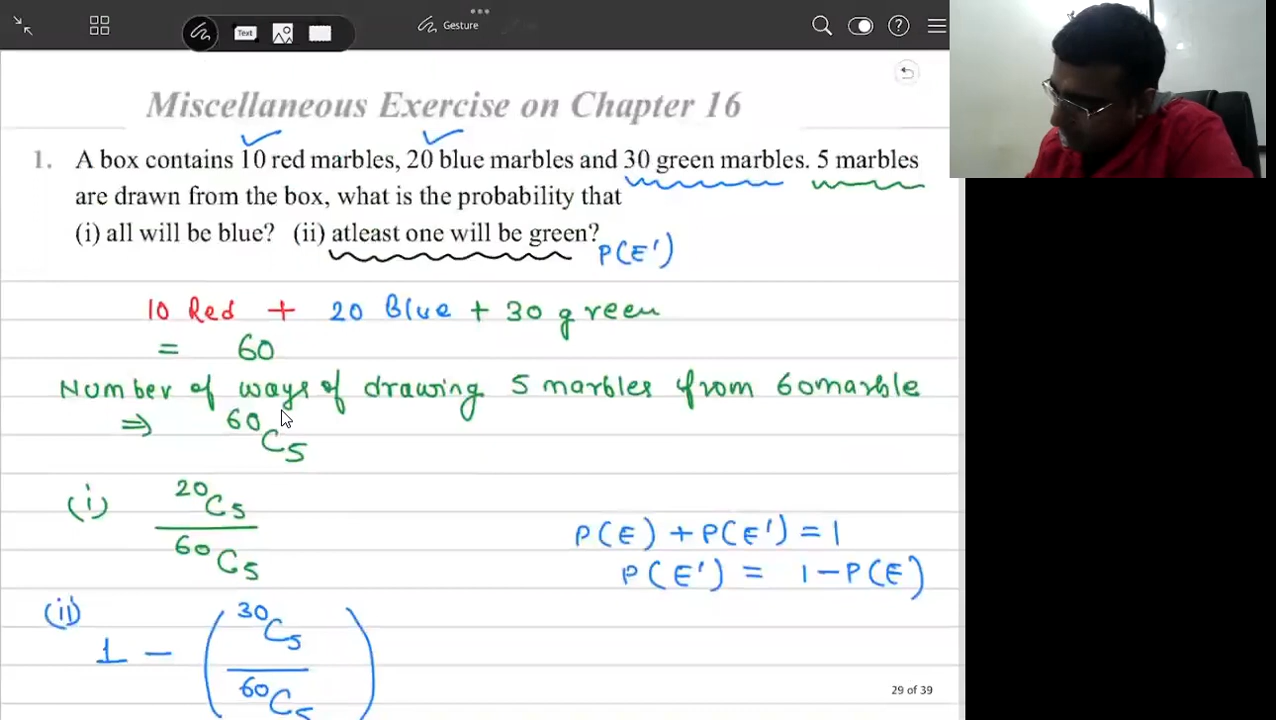 Text
Gesture
Miscellaneous Exercise on Chapter 16
1. A box contains 10 red marbles, 20 blue marbles and 30 green marbles. 5 marbles
are drawn from the box, what is the probability that
(i) all will be blue? (ii) atleast one will be green?
P(E')
10 Red + 20 Blue + 30 green
= 60
Number of ways of drawing 5 marbles from 60marble
⇒ ⁶⁰C₅
(i) ²⁰C₅
⁶⁰C₅
P(E) + P(E') = 1
P(E') = 1-P(E)
(ii) 1 - (³⁰C₅
⁶⁰C₅)
29 of 39